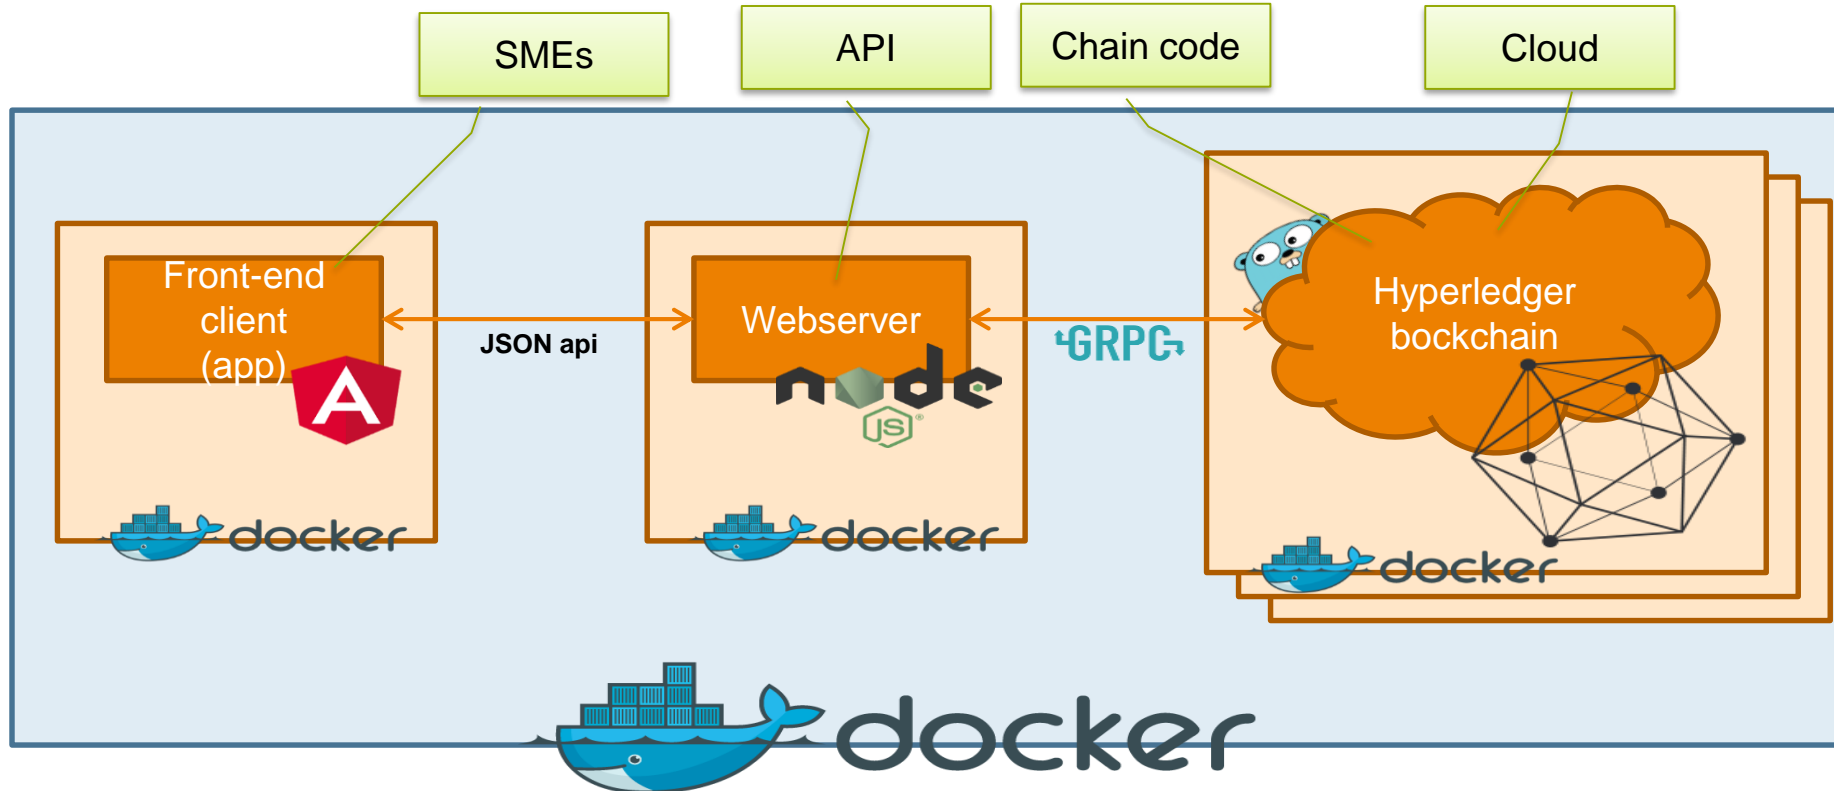 SMEs
API
Chain code
Cloud
Front-end
client
(app)
A
JSON api
Webserver
node
JS®
GRPC
Hyperledger
bockchain
docker
docker
docker
docker